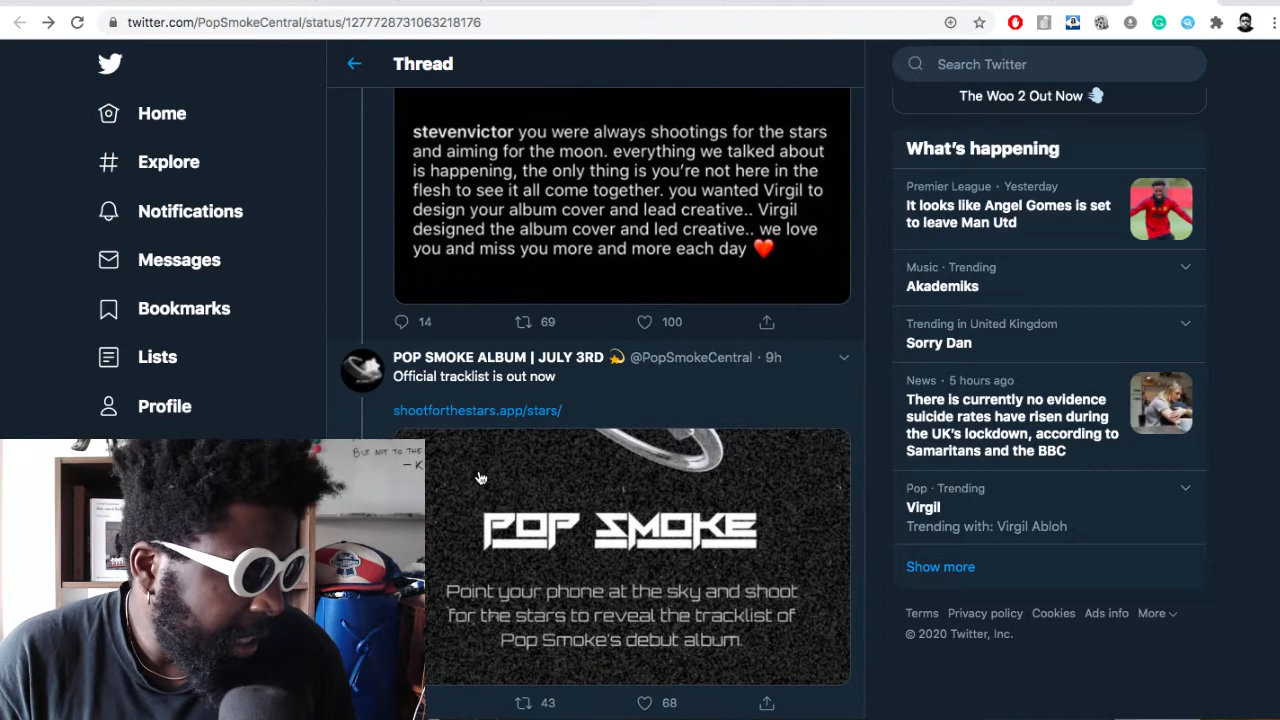 twitter.com/PopSmokeCentral/status/1277728731063218176
Home
Explore
Notifications
Messages
Bookmarks
Lists
Profile
Thread
stevenvictor you were always shootings for the stars
and aiming for the moon. everything we talked about
is happening, the only thing is you're not here in the
flesh to see it all come together. you wanted Virgil to
design your album cover and lead creative.. Virgil
designed the album cover and led creative.. we love
you and miss you more and more each day ❤️
14 69 100
POP SMOKE ALBUM | JULY 3RD 💫 @PopSmokeCentral · 9h
Official tracklist is out now
shootforthestars.app/stars/
POP SMOKE
Point your phone at the sky and shoot
for the stars to reveal the tracklist of
Pop Smoke's debut album.
43 68
Search Twitter
The Woo 2 Out Now 💨
What's happening
Premier League · Yesterday
It looks like Angel Gomes is set
to leave Man Utd
Music · Trending
Akademiks
Trending in United Kingdom
Sorry Dan
News · 5 hours ago
There is currently no evidence
suicide rates have risen during
the UK's lockdown, according to
Samaritans and the BBC
Pop · Trending
Virgil
Trending with: Virgil Abloh
Show more
Terms Privacy policy Cookies Ads info More
© 2020 Twitter, Inc.
BUT NOT TO THE
– K